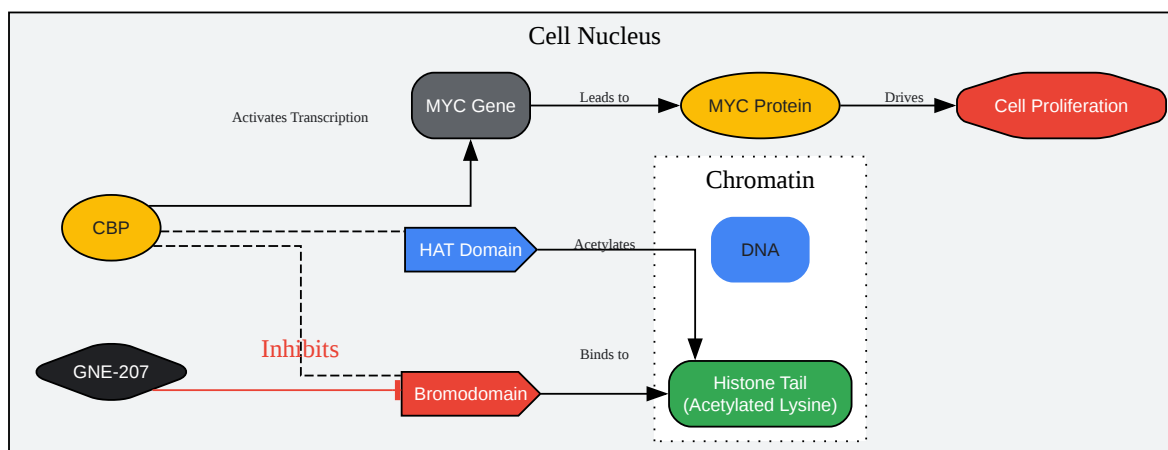 Cell Nucleus
MYC Gene
Leads to
MYC Protein
Drives
Cell Proliferation
Activates Transcription
Chromatin
CBP
HAT Domain
Acetylates
DNA
Inhibits
Binds to
GNE-207
Bromodomain
Histone Tail
(Acetylated Lysine)